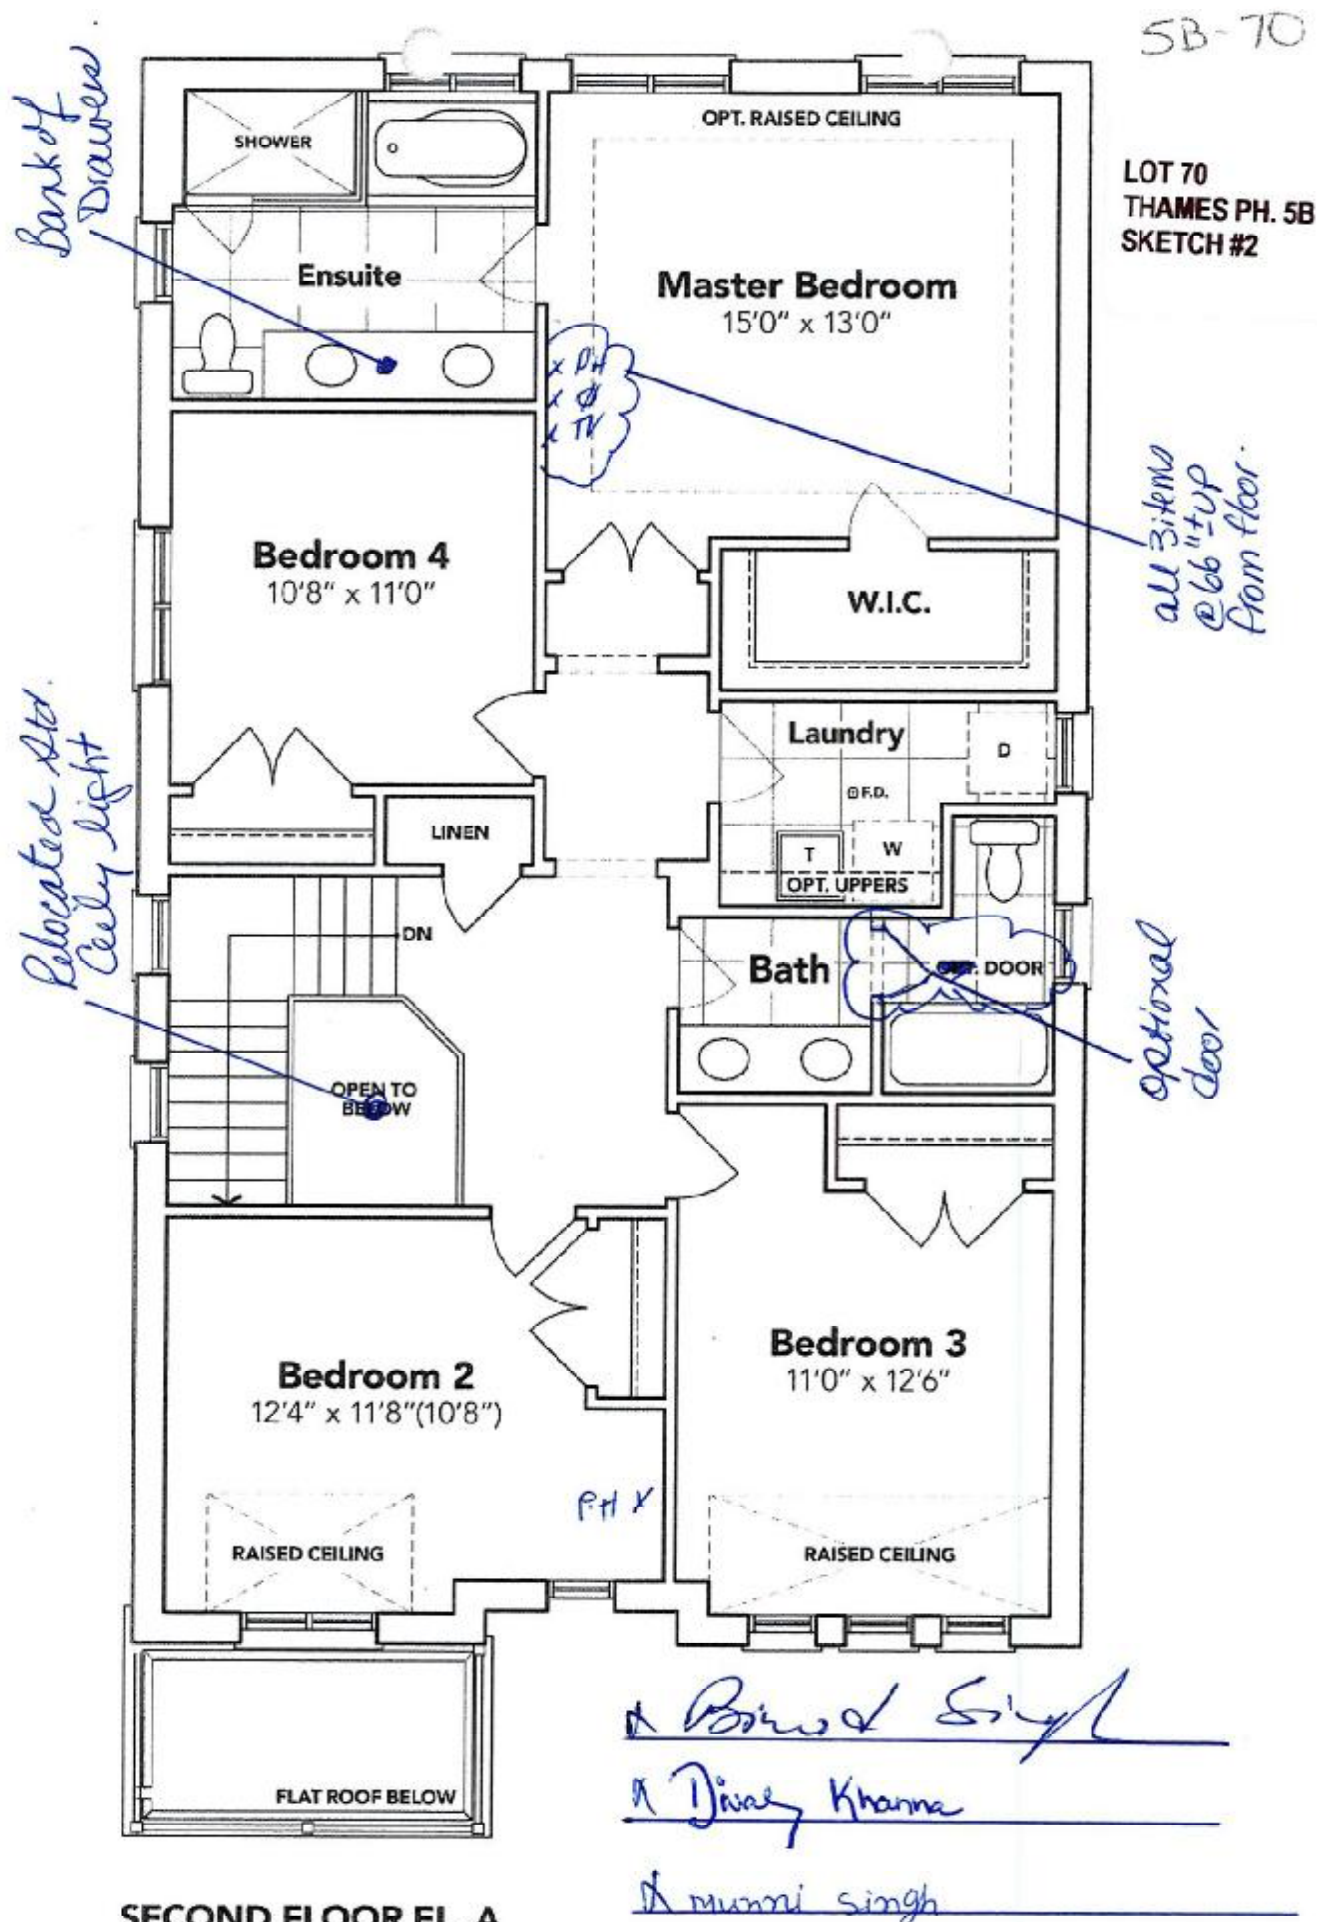 5B-70
LOT 70
THAMES PH. 5B
SKETCH #2
Bank of
Drawers
SHOWER
OPT. RAISED CEILING
Ensuite
Master Bedroom
15'0" x 13'0"
x PH
x Ø
x TV
all 3 items
@ 66"± up
from floor.
Bedroom 4
10'8" x 11'0"
W.I.C.
Relocated Std.
Ceily light
Laundry
D
F.D.
LINEN
T
W
OPT. UPPERS
DN
Bath
DOOR
optional
door
OPEN TO
BELOW
Bedroom 3
11'0" x 12'6"
Bedroom 2
12'4" x 11'8"(10'8")
PH X
RAISED CEILING
RAISED CEILING
FLAT ROOF BELOW
x Binod Singh
x Khanna
x Munni Singh
SECOND FLOOR EL. A